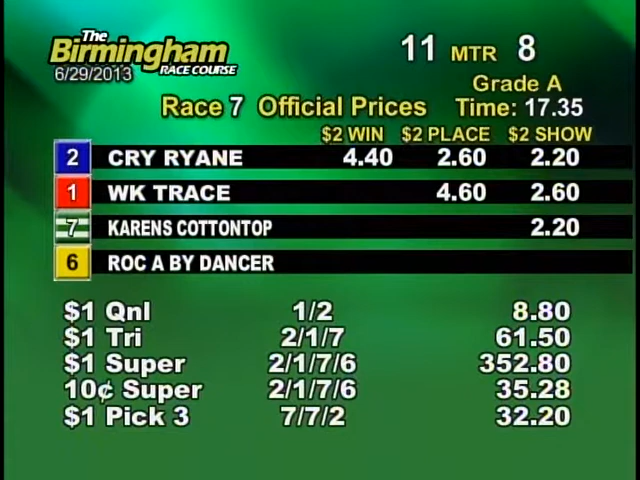 The
Birmingham
RACE COURSE
6/29/2013
11 MTR 8
Grade A
Race 7 Official Prices Time: 17.35
$2 WIN $2 PLACE $2 SHOW
2 CRY RYANE 4.40 2.60 2.20
1 WK TRACE 4.60 2.60
7 KARENS COTTONTOP 2.20
6 ROC A BY DANCER
$1 Qnl 1/2 8.80
$1 Tri 2/1/7 61.50
$1 Super 2/1/7/6 352.80
10¢ Super 2/1/7/6 35.28
$1 Pick 3 7/7/2 32.20